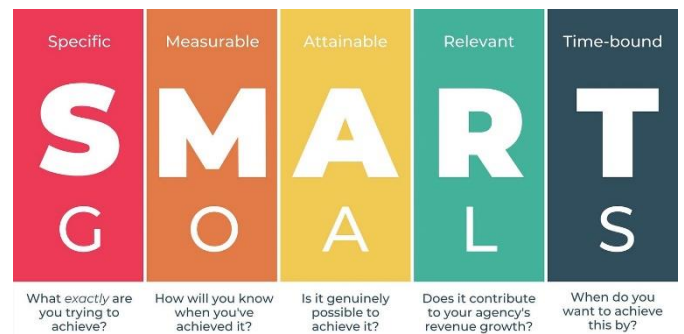 Specific Measurable Attainable Relevant Time-bound
S M A R T
G O A L S
What exactly are you trying to achieve?
How will you know when you've achieved it?
Is it genuinely possible to achieve it?
Does it contribute to your agency's revenue growth?
When do you want to achieve this by?